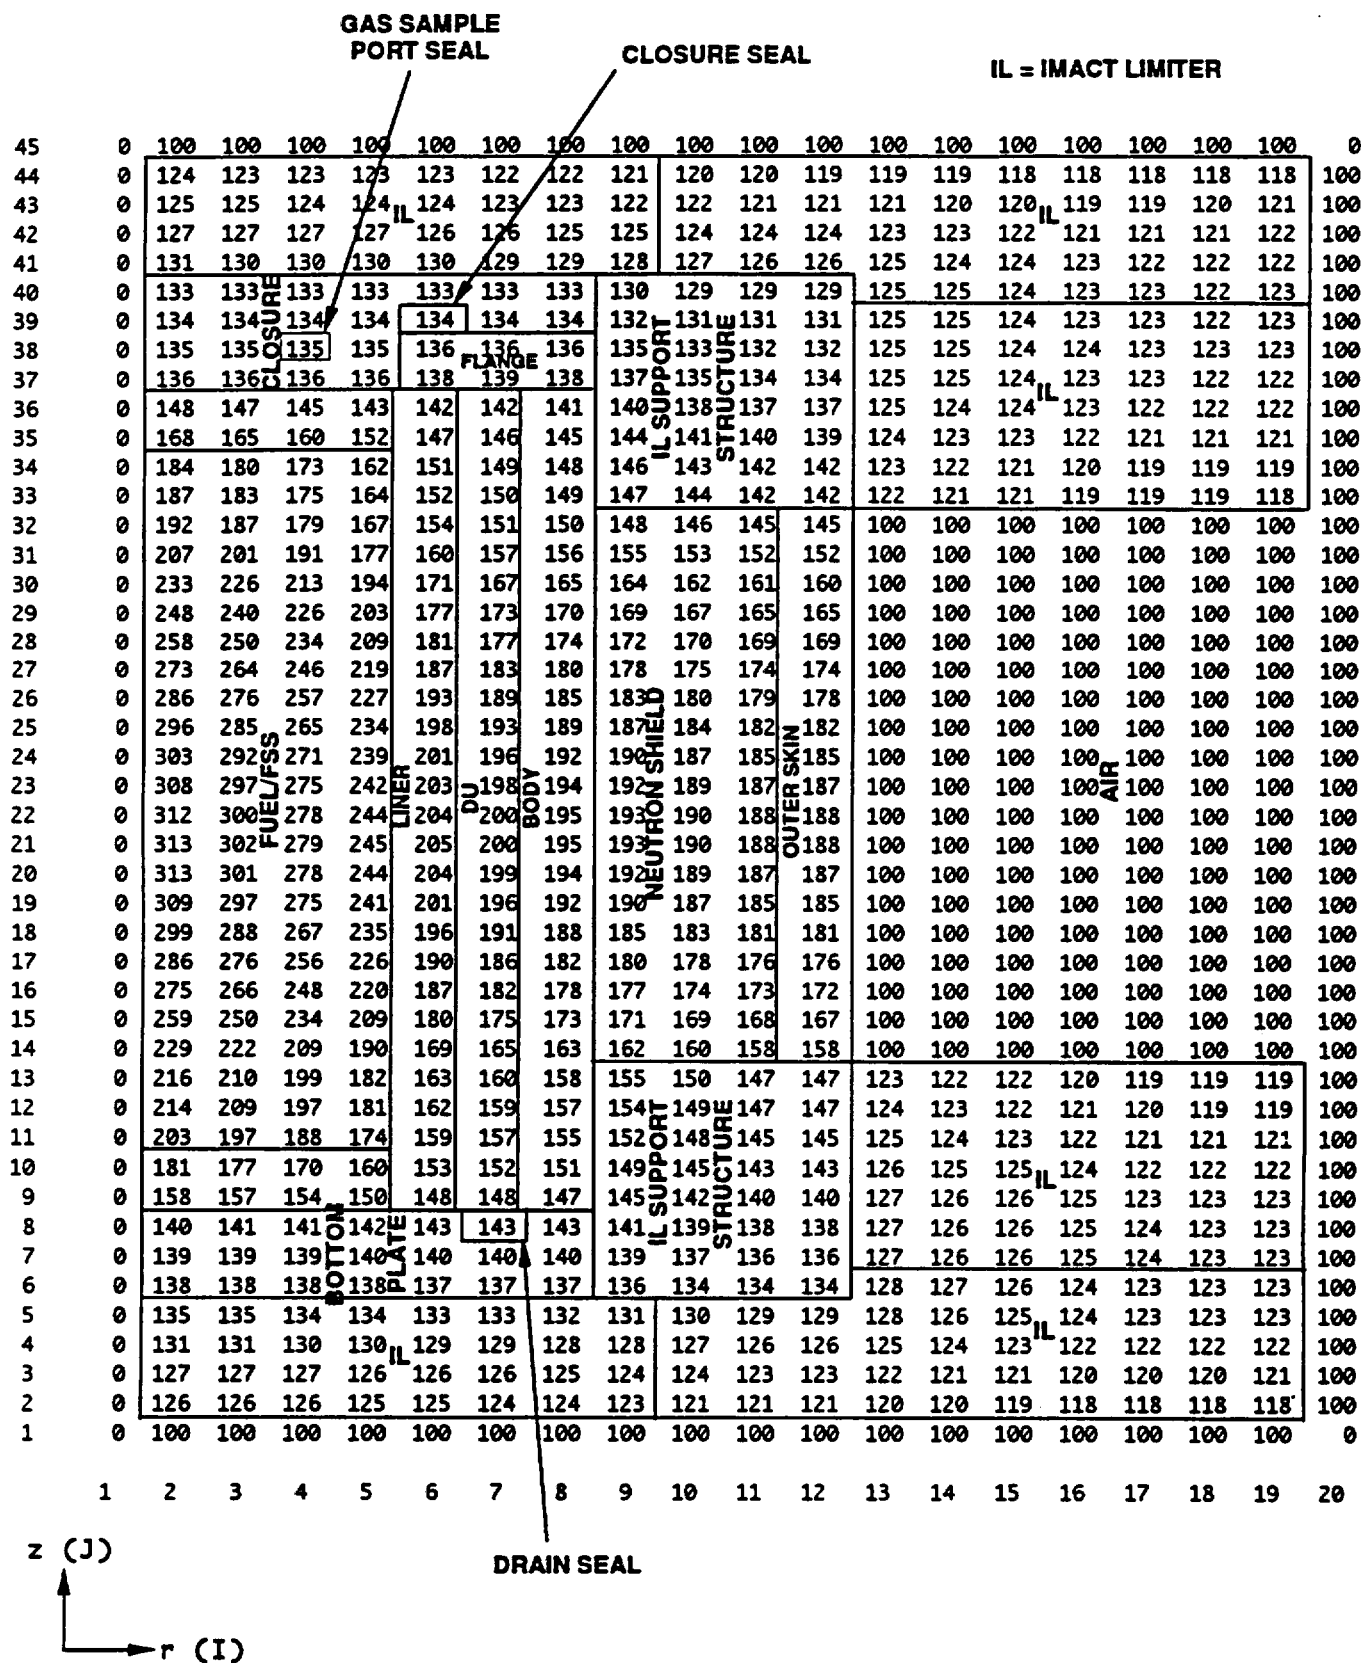 GAS SAMPLE
PORT SEAL
CLOSURE SEAL
IL = IMACT LIMITER
45 0 100 100 100 100 100 100 100 100 100 100 100 100 100 100 100 100 100 100 0
44 0 124 123 123 123 123 122 122 121 120 120 119 119 119 118 118 118 118 118 100
43 0 125 125 124 124 IL 124 123 123 122 122 121 121 121 120 120 IL 119 119 120 121 100
42 0 127 127 127 127 126 126 125 125 124 124 124 123 123 122 121 121 121 122 100
41 0 131 130 130 130 130 129 129 128 127 126 126 125 124 124 123 122 122 122 100
40 0 133 133 133 133 133 133 133 130 129 129 129 125 125 124 123 123 122 123 100
39 0 134 134 134 134 134 134 134 132 131 131 131 125 125 124 123 123 122 123 100
38 0 135 135 135 135 136 136 136 135 133 132 132 125 125 124 124 123 123 123 100
CLOSURE
FLANGE
37 0 136 136 136 136 138 139 138 137 135 134 134 125 125 124 123 123 122 122 100
36 0 148 147 145 143 142 142 141 140 138 137 137 125 124 124 IL 123 122 122 122 100
IL SUPPORT
STRUCTURE
35 0 168 165 160 152 147 146 145 144 141 140 139 124 123 123 122 121 121 121 100
34 0 184 180 173 162 151 149 148 146 143 142 142 123 122 121 120 119 119 119 100
33 0 187 183 175 164 152 150 149 147 144 142 142 122 121 121 119 119 119 118 100
32 0 192 187 179 167 154 151 150 148 146 145 145 100 100 100 100 100 100 100 100
31 0 207 201 191 177 160 157 156 155 153 152 152 100 100 100 100 100 100 100 100
30 0 233 226 213 194 171 167 165 164 162 161 160 100 100 100 100 100 100 100 100
29 0 248 240 226 203 177 173 170 169 167 165 165 100 100 100 100 100 100 100 100
28 0 258 250 234 209 181 177 174 172 170 169 169 100 100 100 100 100 100 100 100
27 0 273 264 246 219 187 183 180 178 175 174 174 100 100 100 100 100 100 100 100
26 0 286 276 257 227 193 189 185 183 180 179 178 100 100 100 100 100 100 100 100
25 0 296 285 265 234 198 193 189 187 184 182 182 100 100 100 100 100 100 100 100
24 0 303 292 271 239 201 196 192 190 187 185 185 100 100 100 100 100 100 100 100
23 0 308 297 275 242 203 198 194 192 189 187 187 100 100 100 100 100 100 100 100
FUEL/FSS
LINER
DU
BODY
NEUTRON SHIELD
OUTER SKIN
AIR
22 0 312 300 278 244 204 200 195 193 190 188 188 100 100 100 100 100 100 100 100
21 0 313 302 279 245 205 200 195 193 190 188 188 100 100 100 100 100 100 100 100
20 0 313 301 278 244 204 199 194 192 189 187 187 100 100 100 100 100 100 100 100
19 0 309 297 275 241 201 196 192 190 187 185 185 100 100 100 100 100 100 100 100
18 0 299 288 267 235 196 191 188 185 183 181 181 100 100 100 100 100 100 100 100
17 0 286 276 256 226 190 186 182 180 178 176 176 100 100 100 100 100 100 100 100
16 0 275 266 248 220 187 182 178 177 174 173 172 100 100 100 100 100 100 100 100
15 0 259 250 234 209 180 175 173 171 169 168 167 100 100 100 100 100 100 100 100
14 0 229 222 209 190 169 165 163 162 160 158 158 100 100 100 100 100 100 100 100
13 0 216 210 199 182 163 160 158 155 150 147 147 123 122 122 120 119 119 119 100
12 0 214 209 197 181 162 159 157 154 149 147 147 124 123 122 121 120 119 119 100
11 0 203 197 188 174 159 157 155 152 148 145 145 125 124 123 122 121 121 121 100
10 0 181 177 170 160 153 152 151 149 145 143 143 126 125 125 IL 124 122 122 122 100
IL SUPPORT
STRUCTURE
9 0 158 157 154 150 148 148 147 145 142 140 140 127 126 126 125 123 123 123 100
8 0 140 141 141 142 143 143 143 141 139 138 138 127 126 126 125 124 123 123 100
BOTTOM
PLATE
7 0 139 139 139 140 140 140 140 139 137 136 136 127 126 126 125 124 123 123 100
6 0 138 138 138 138 137 137 137 136 134 134 134 128 127 126 124 123 123 123 100
5 0 135 135 134 134 133 133 132 131 130 129 129 128 126 125 IL 124 123 123 123 100
4 0 131 131 130 130 IL 129 129 128 128 127 126 126 125 124 123 122 122 122 122 100
3 0 127 127 127 126 126 126 125 124 124 123 123 122 121 121 120 120 120 121 100
2 0 126 126 126 125 125 124 124 123 121 121 121 120 120 119 118 118 118 118 100
1 0 100 100 100 100 100 100 100 100 100 100 100 100 100 100 100 100 100 100 0
1 2 3 4 5 6 7 8 9 10 11 12 13 14 15 16 17 18 19 20
DRAIN SEAL
z (J)
r (I)